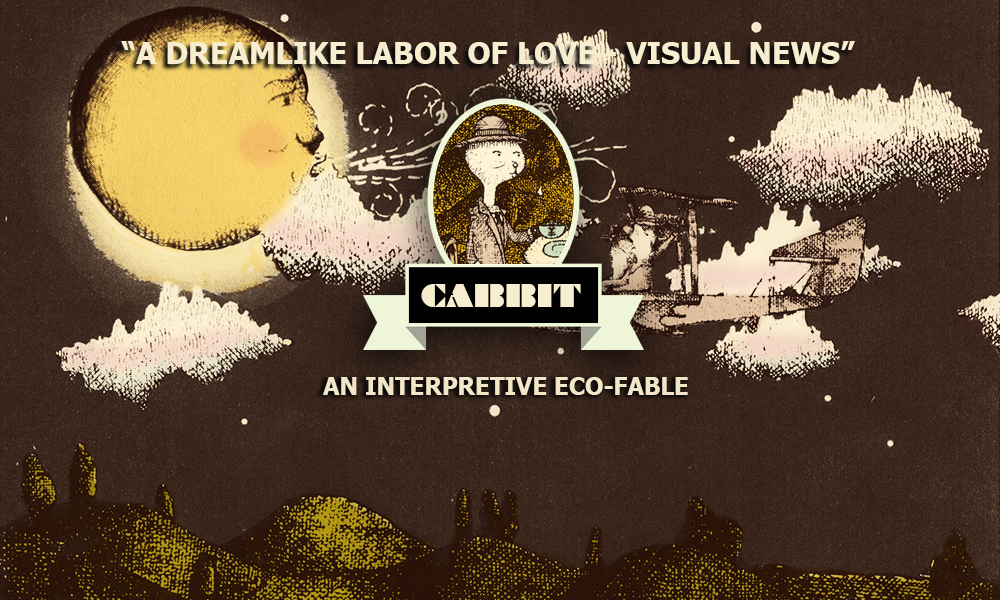 “A DREAMLIKE LABOR OF LOVE - VISUAL NEWS”
CABBIT
AN INTERPRETIVE ECO-FABLE